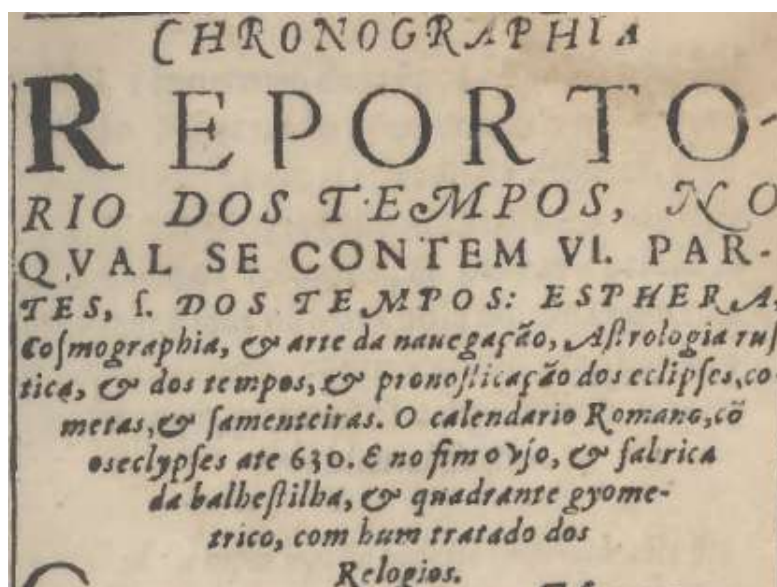 CHRONOGRAPHIA
REPORTO-
RIO DOS TEMPOS, NO
QVAL SE CONTEM VI. PAR-
TES, ſ. DOS TEMPOS: ESPHERA,
Coſmographia, & arte da nauegação, Aſtrologia ruſ
tica, & dos tempos, & pronoſticação dos eclipſes, co-
metas, & ſamenteiras. O calendario Romano, cõ
oseclypſes ate 630. E no fim o vſo, & fabrica
da balheſtilha, & quadrante gyome-
trico, com hum tratado dos
Relogios.